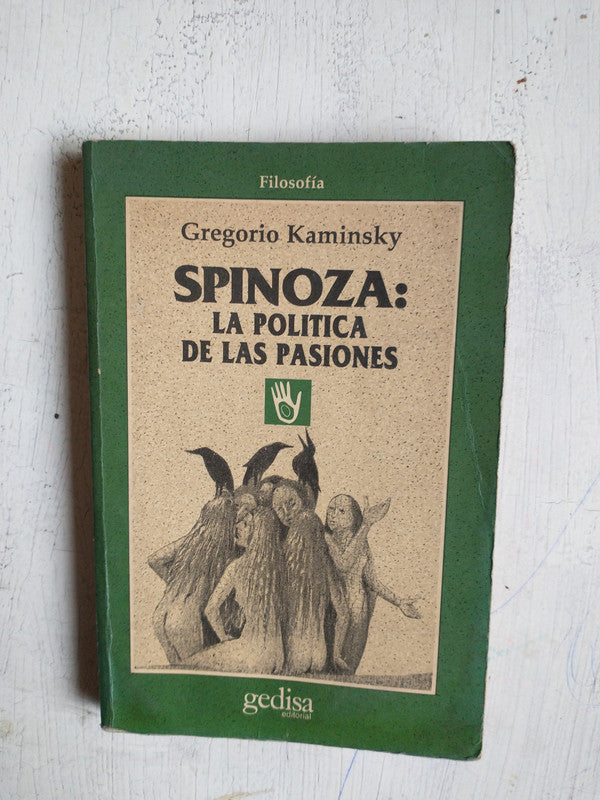 Filosofía
Gregorio Kaminsky
SPINOZA:
LA POLITICA
DE LAS PASIONES
gedisa
editorial